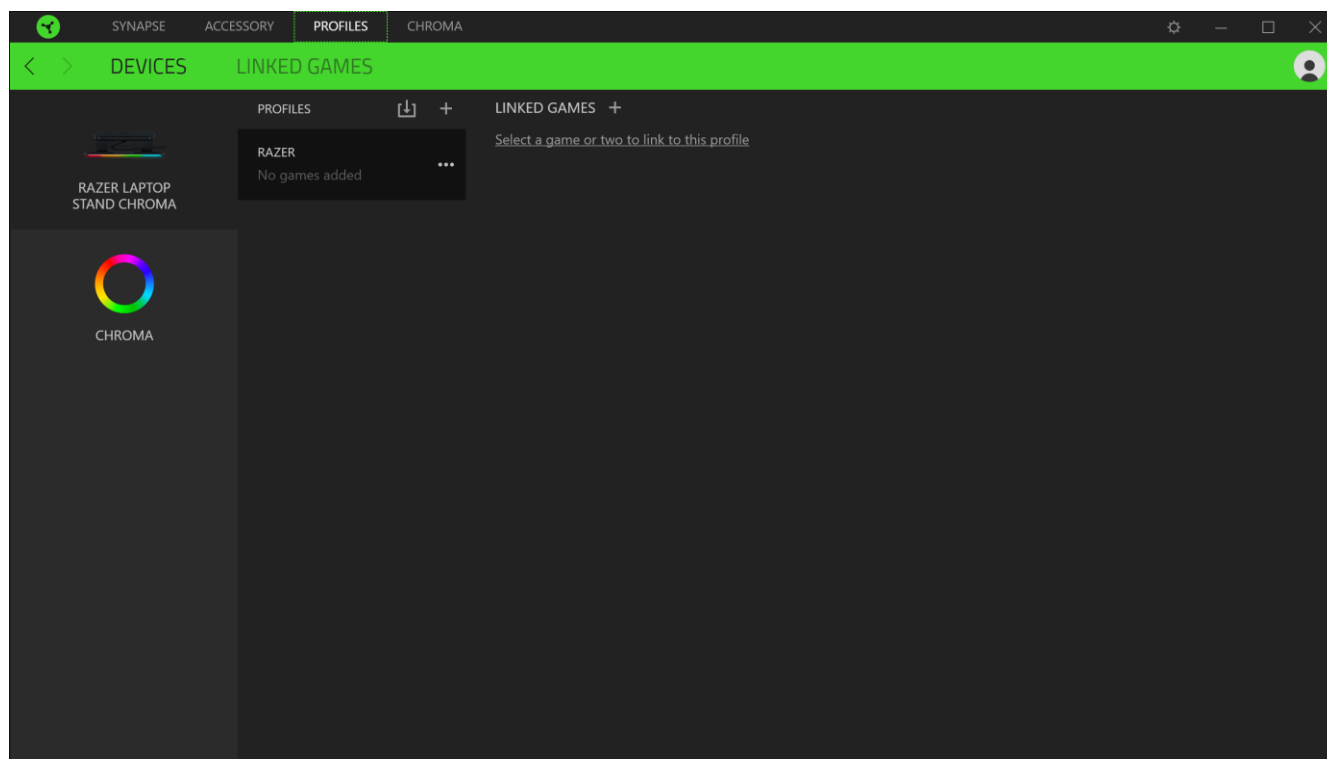 SYNAPSE ACCESSORY PROFILES CHROMA
DEVICES LINKED GAMES
PROFILES
LINKED GAMES
Select a game or two to link to this profile
RAZER
No games added
RAZER LAPTOP
STAND CHROMA
CHROMA